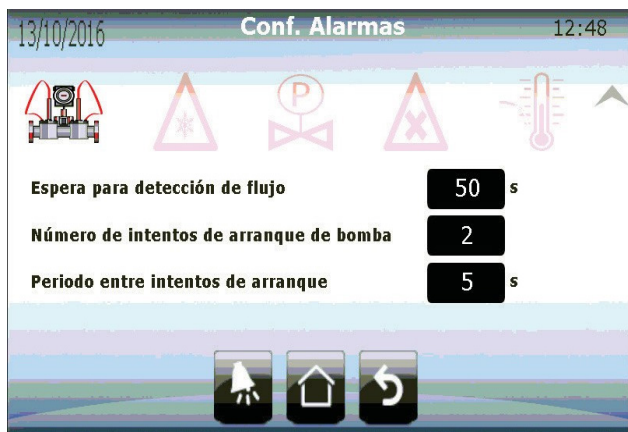 13/10/2016 Conf. Alarmas 12:48
P
Espera para detección de flujo 50 s
Número de intentos de arranque de bomba 2
Periodo entre intentos de arranque 5 s